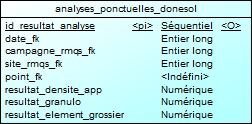 analyses_ponctuelles_donesol
id_resultat_analyse <pi> Séquentiel <O>
date_fk Entier long
campagne_rmqs_fk Entier long
site_rmqs_fk Entier long
point_fk <Indéfini>
resultat_densite_app Numérique
resultat_granulo Numérique
resultat_element_grossier Numérique